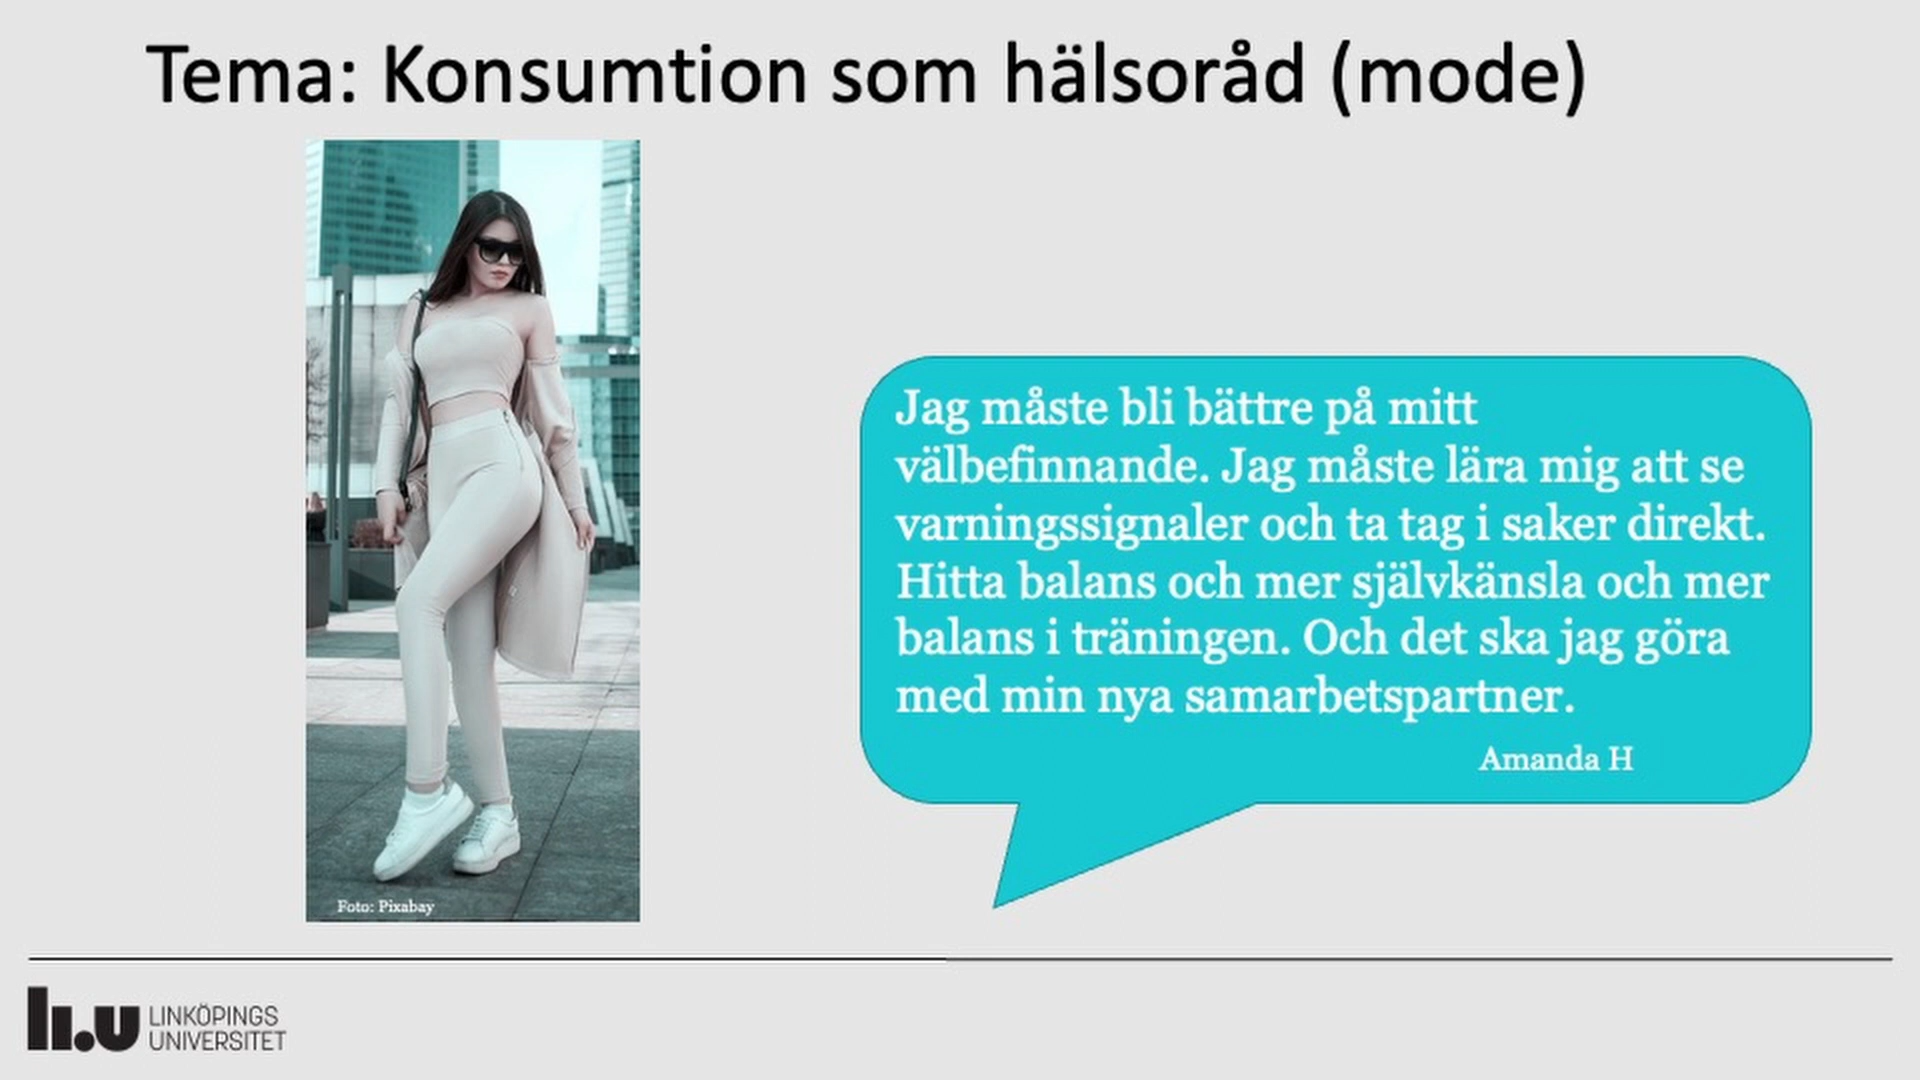 Tema: Konsumtion som hälsoråd (mode)
Jag måste bli bättre på mitt
välbefinnande. Jag måste lära mig att se
varningssignaler och ta tag i saker direkt.
Hitta balans och mer självkänsla och mer
balans i träningen. Och det ska jag göra
med min nya samarbetspartner.
Amanda H
Foto: Pixabay
li.u LINKÖPINGS
UNIVERSITET